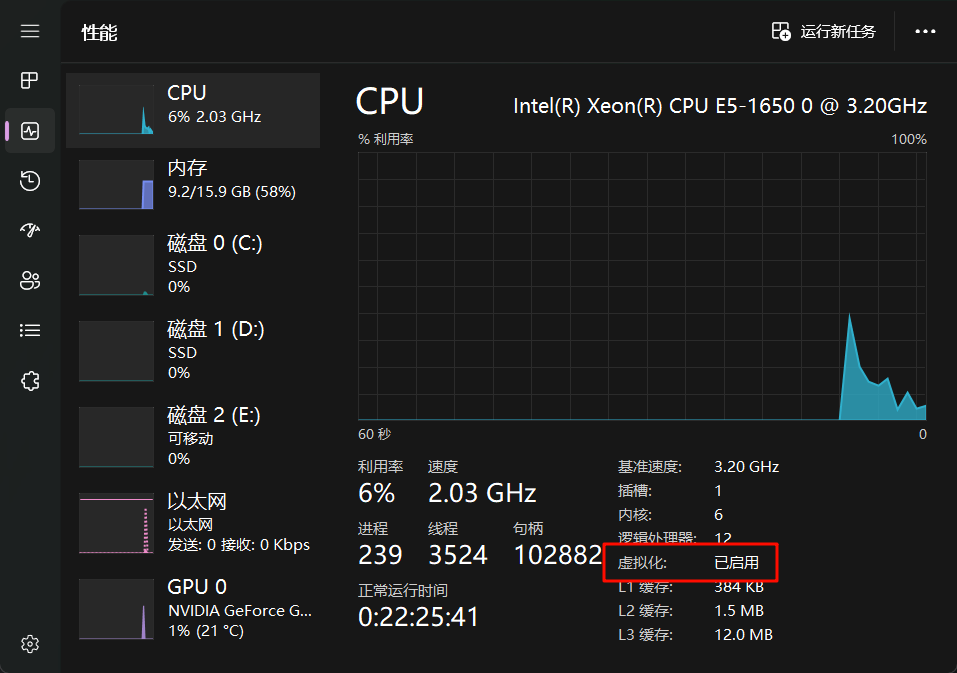 性能
运行新任务
CPU
6% 2.03 GHz
内存
9.2/15.9 GB (58%)
磁盘 0 (C:)
SSD
0%
磁盘 1 (D:)
SSD
0%
磁盘 2 (E:)
可移动
0%
以太网
以太网
发送: 0 接收: 0 Kbps
GPU 0
NVIDIA GeForce G...
1% (21 °C)
CPU
Intel(R) Xeon(R) CPU E5-1650 0 @ 3.20GHz
% 利用率 100%
60 秒 0
利用率 速度
6% 2.03 GHz
进程 线程 句柄
239 3524 102882
正常运行时间
0:22:25:41
基准速度: 3.20 GHz
插槽: 1
内核: 6
逻辑处理器: 12
虚拟化: 已启用
L1 缓存: 384 KB
L2 缓存: 1.5 MB
L3 缓存: 12.0 MB